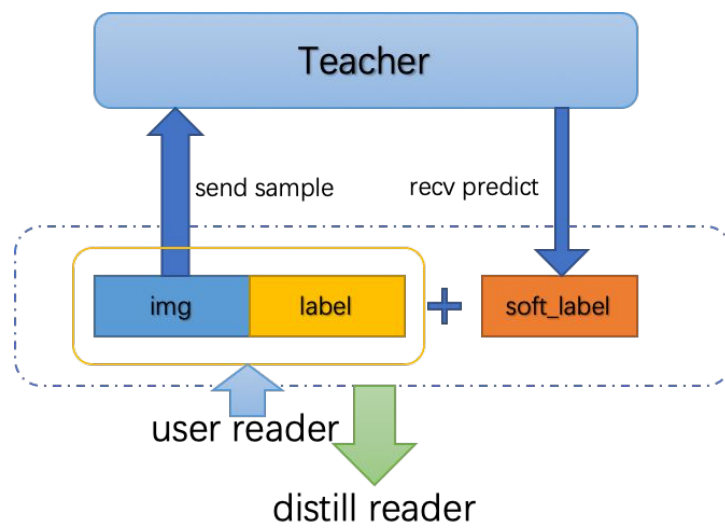 Teacher
send sample
recv predict
img
label
+
soft_label
user reader
distill reader